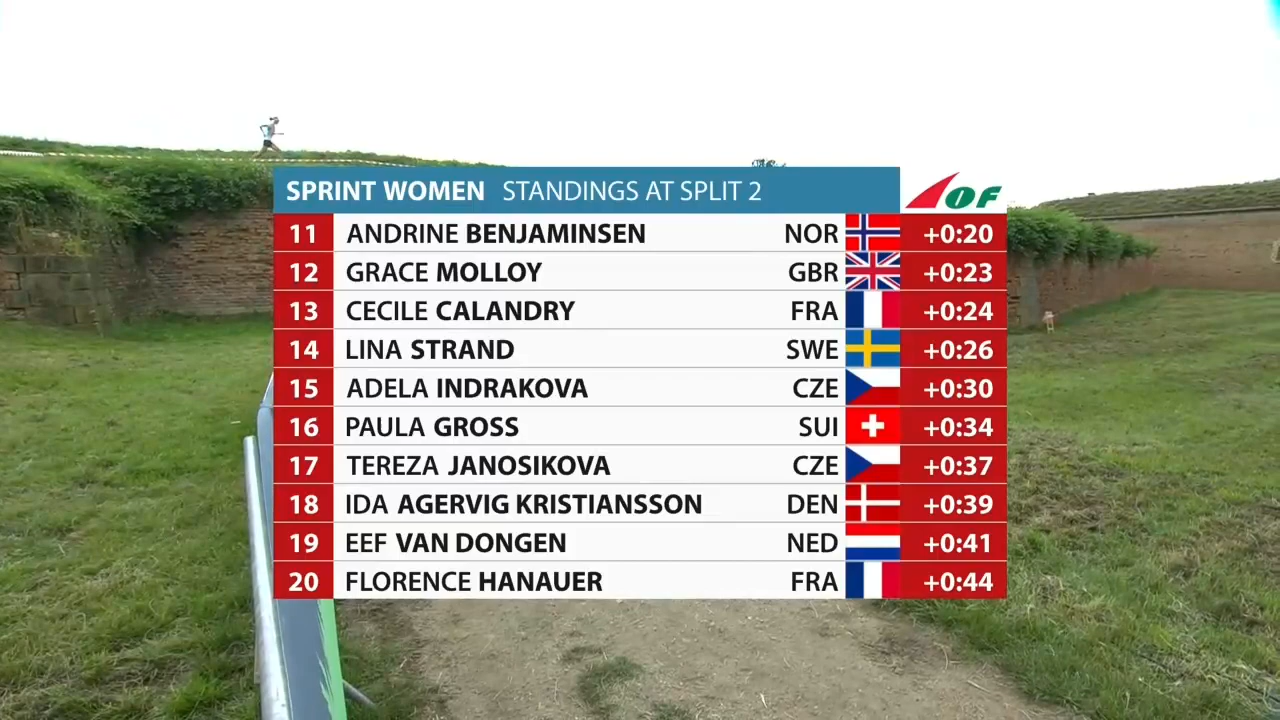 SPRINT WOMEN STANDINGS AT SPLIT 2 IOF
11 ANDRINE BENJAMINSEN NOR +0:20
12 GRACE MOLLOY GBR +0:23
13 CECILE CALANDRY FRA +0:24
14 LINA STRAND SWE +0:26
15 ADELA INDRAKOVA CZE +0:30
16 PAULA GROSS SUI +0:34
17 TEREZA JANOSIKOVA CZE +0:37
18 IDA AGERVIG KRISTIANSSON DEN +0:39
19 EEF VAN DONGEN NED +0:41
20 FLORENCE HANAUER FRA +0:44